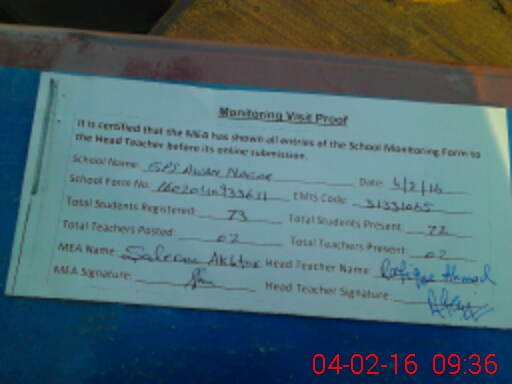 Monitoring Visit Proof
It is certified that the MEA has shown all entries of the School Monitoring Form to
the Head Teacher before its online submission.
School Name: GPS Awan Nagar Date: 4/2/16
School Form No. EMIS Code: 31331065
Total Students Registered: 73 Total Students Present: 72
Total Teachers Posted: 02 Total Teachers Present: 02
MEA Name: Saleem Akhtar Head Teacher Name: Rafique Ahmad
MEA Signature: Head Teacher Signature:
04-02-16 09:36